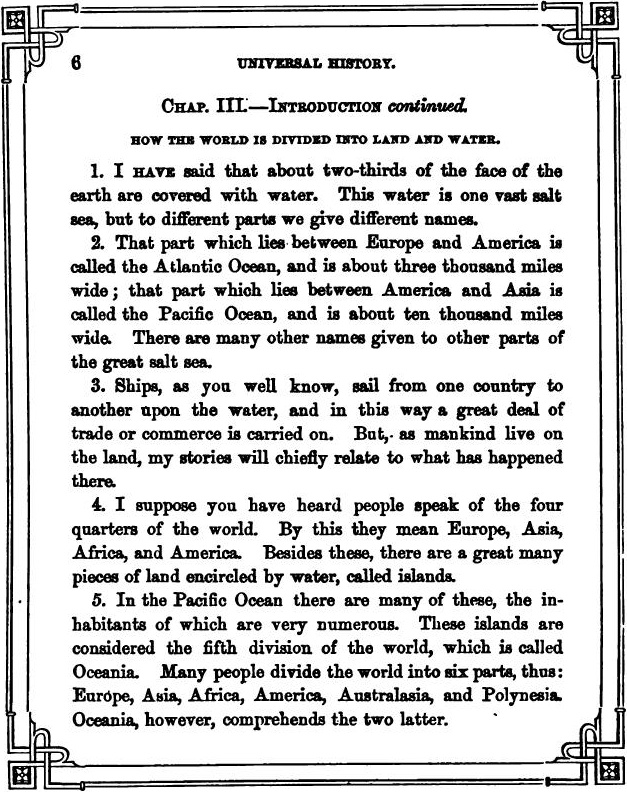 6 UNIVERSAL HISTORY.
CHAP. III.—INTRODUCTION continued.
HOW THE WORLD IS DIVIDED INTO LAND AND WATER.
1. I HAVE said that about two-thirds of the face of the
earth are covered with water. This water is one vast salt
sea, but to different parts we give different names.
2. That part which lies between Europe and America is
called the Atlantic Ocean, and is about three thousand miles
wide; that part which lies between America and Asia is
called the Pacific Ocean, and is about ten thousand miles
wide. There are many other names given to other parts of
the great salt sea.
3. Ships, as you well know, sail from one country to
another upon the water, and in this way a great deal of
trade or commerce is carried on. But, as mankind live on
the land, my stories will chiefly relate to what has happened
there.
4. I suppose you have heard people speak of the four
quarters of the world. By this they mean Europe, Asia,
Africa, and America. Besides these, there are a great many
pieces of land encircled by water, called islands.
5. In the Pacific Ocean there are many of these, the in-
habitants of which are very numerous. These islands are
considered the fifth division of the world, which is called
Oceania. Many people divide the world into six parts, thus:
Europe, Asia, Africa, America, Australasia, and Polynesia.
Oceania, however, comprehends the two latter.